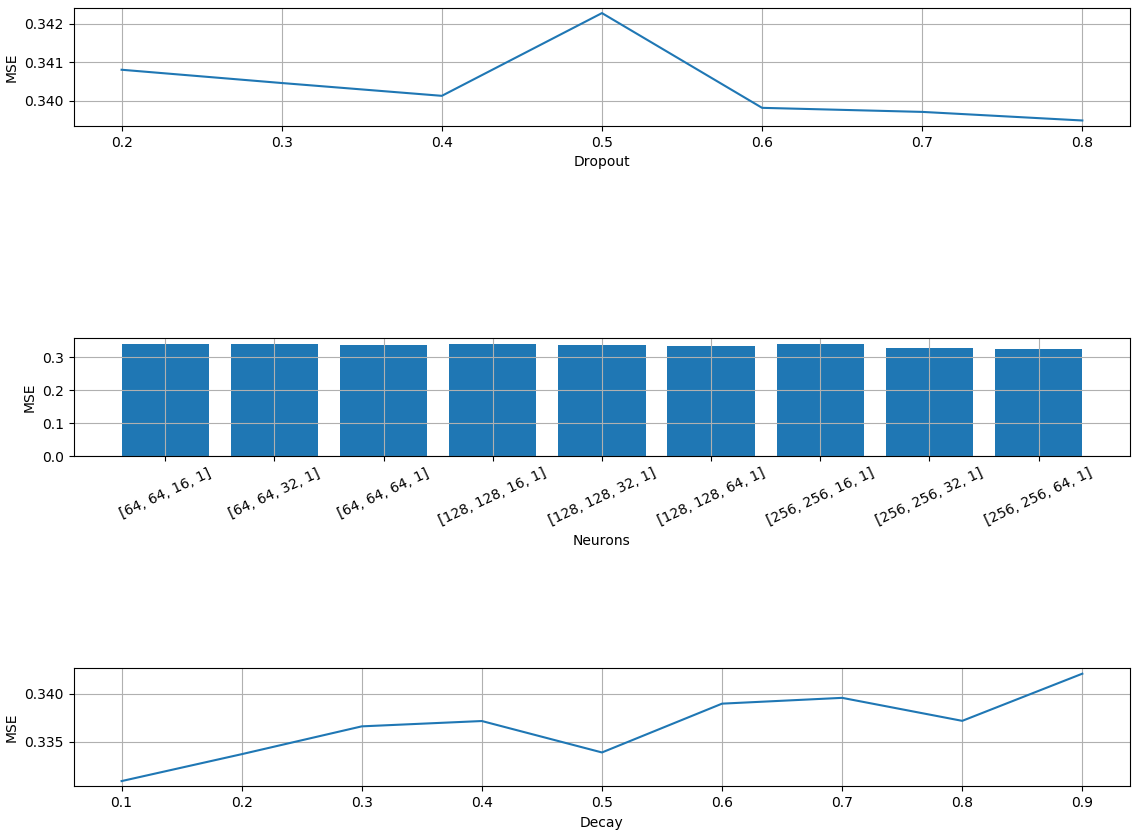 0.342
0.341
0.340
MSE
0.2 0.3 0.4 0.5 0.6 0.7 0.8
Dropout
0.3
0.2
0.1
0.0
MSE
[64, 64, 16, 1] [64, 64, 32, 1] [64, 64, 64, 1] [128, 128, 16, 1] [128, 128, 32, 1] [128, 128, 64, 1] [256, 256, 16, 1] [256, 256, 32, 1] [256, 256, 64, 1]
Neurons
0.340
0.335
MSE
0.1 0.2 0.3 0.4 0.5 0.6 0.7 0.8 0.9
Decay